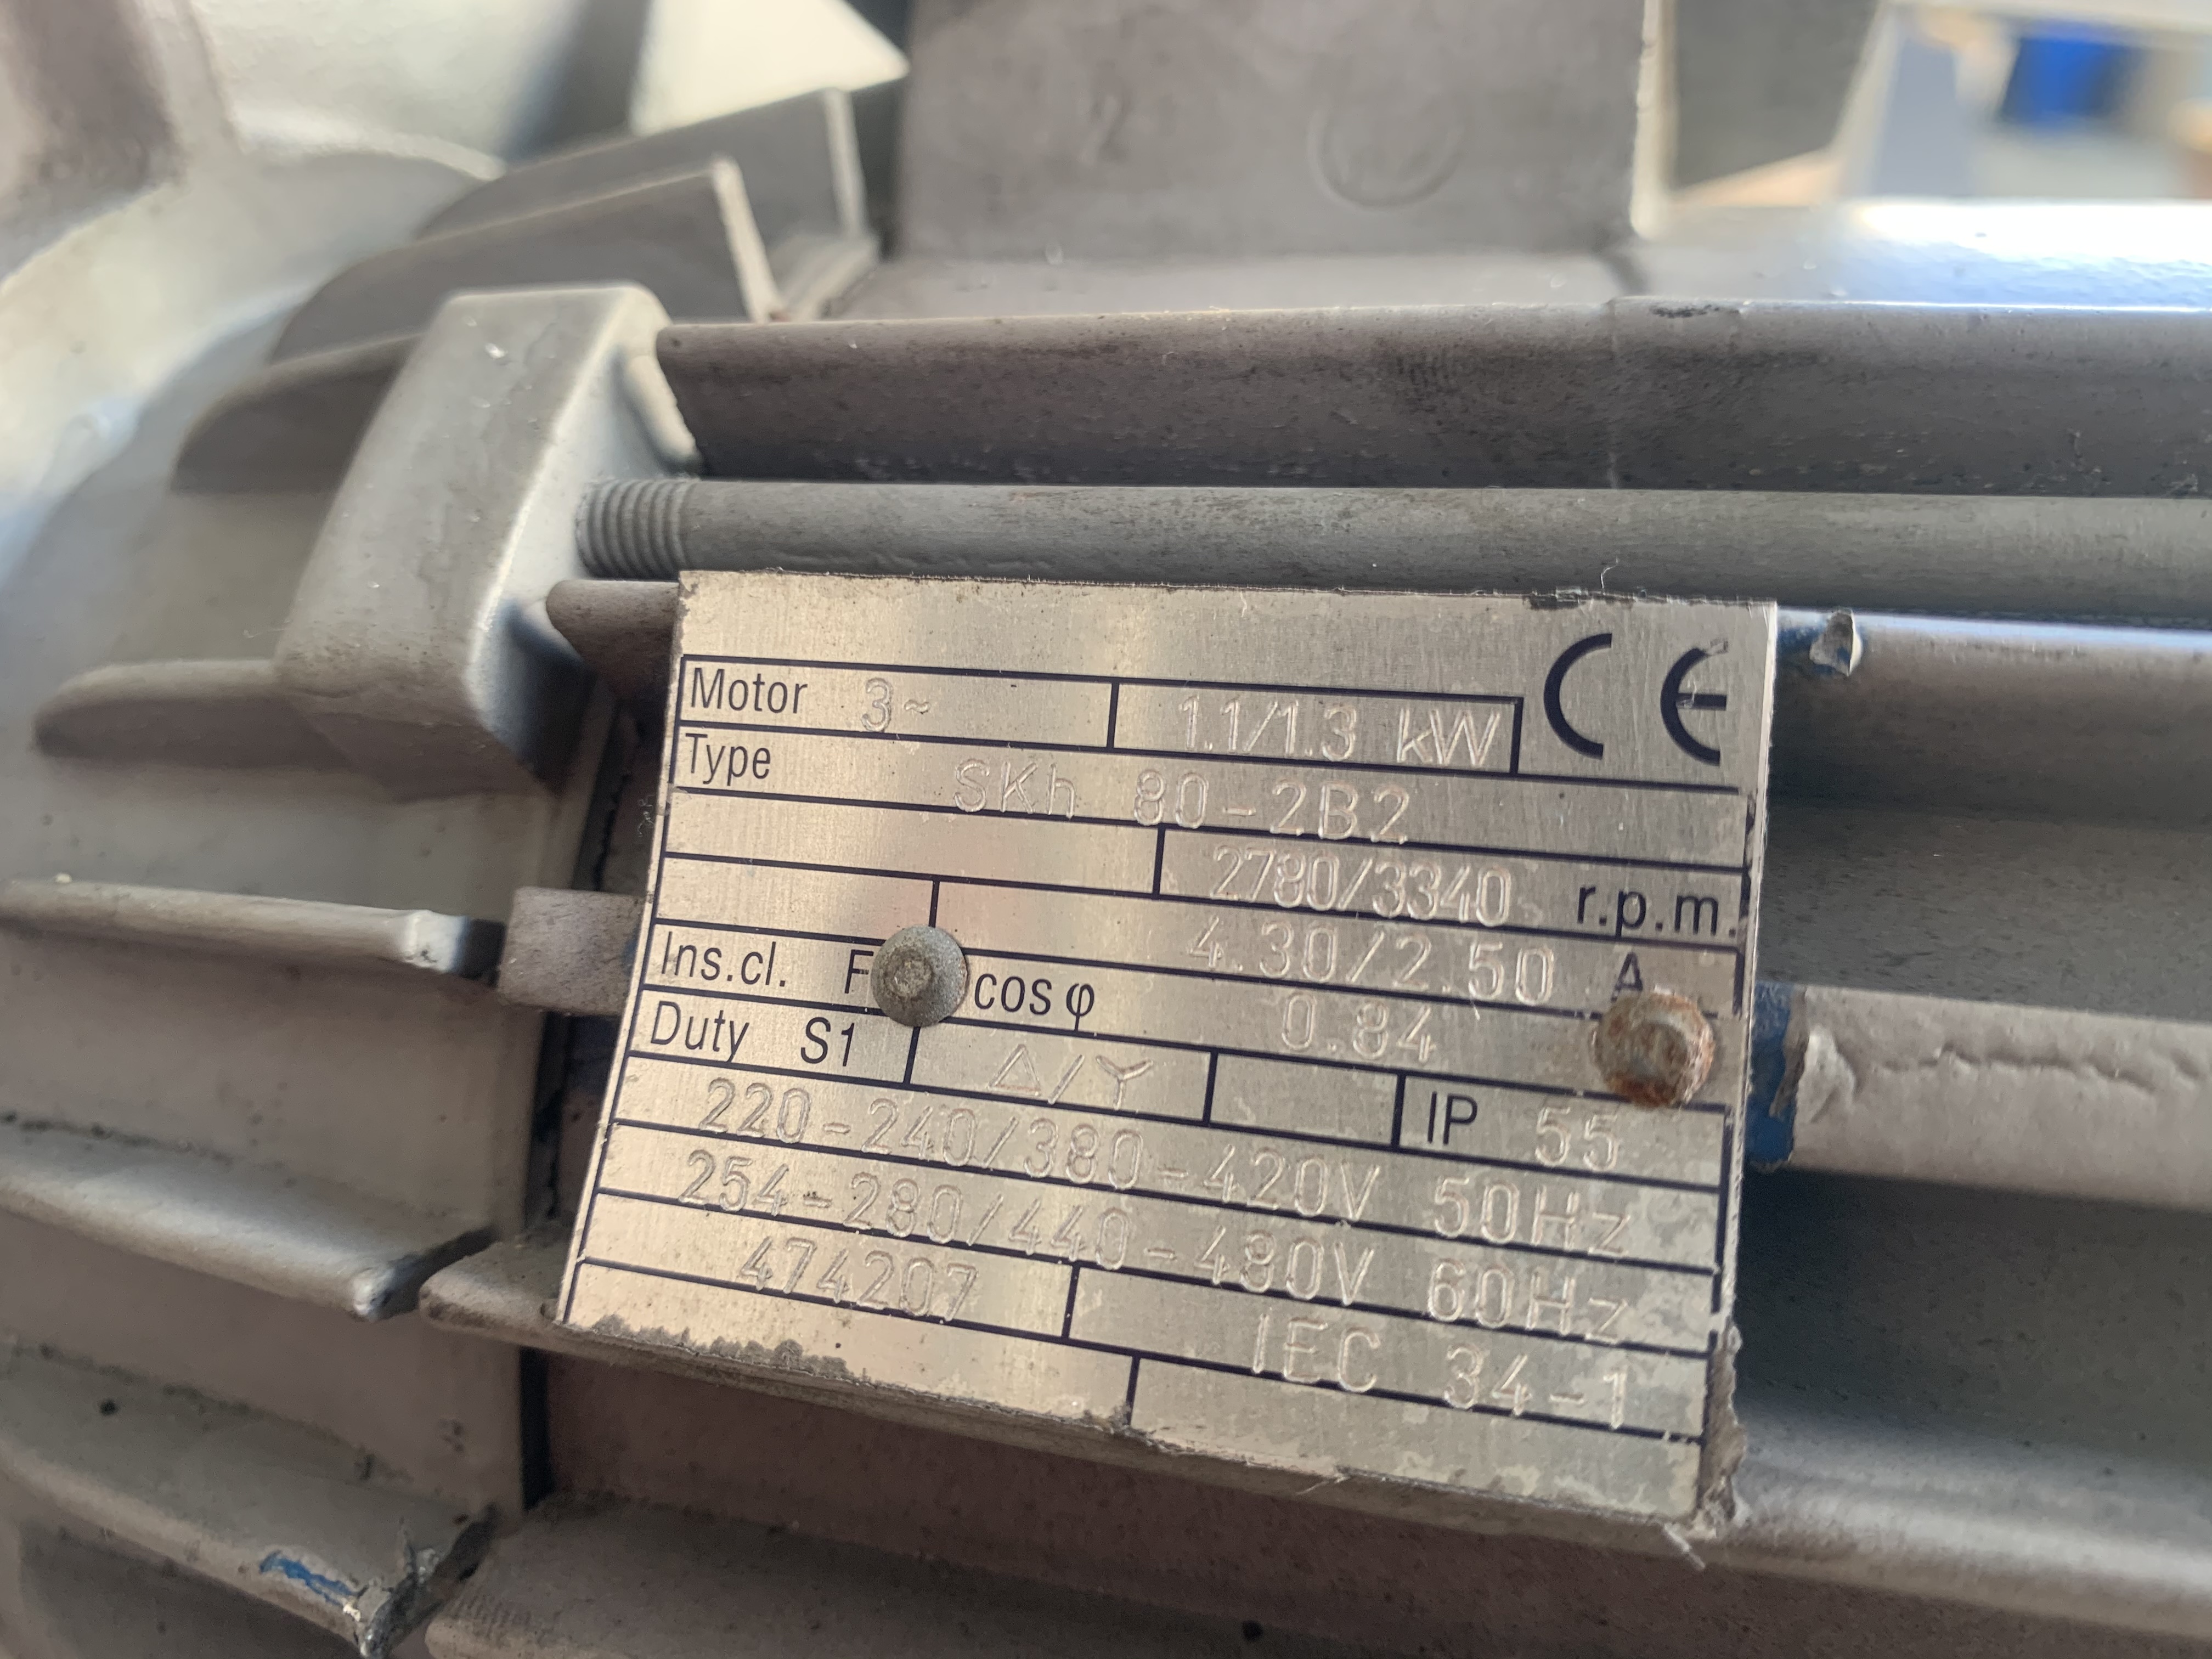 2
CE
Motor 3~ 1.1/1.3 kW
Type SKh 80-2B2
2780/3340 r.p.m.
4.30/2.50 A
Ins.cl. F cos φ 0.84
Duty S1 △/Y IP 55
220-240/380-420V 50Hz
254-280/440-480V 60Hz
474207 IEC 34-1